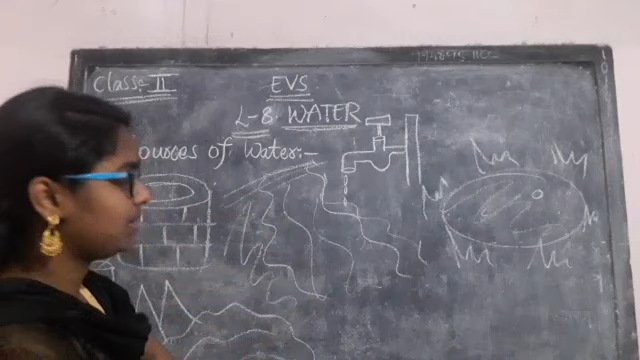 Class: II
EVS
L-8. WATER
ources of Water:-